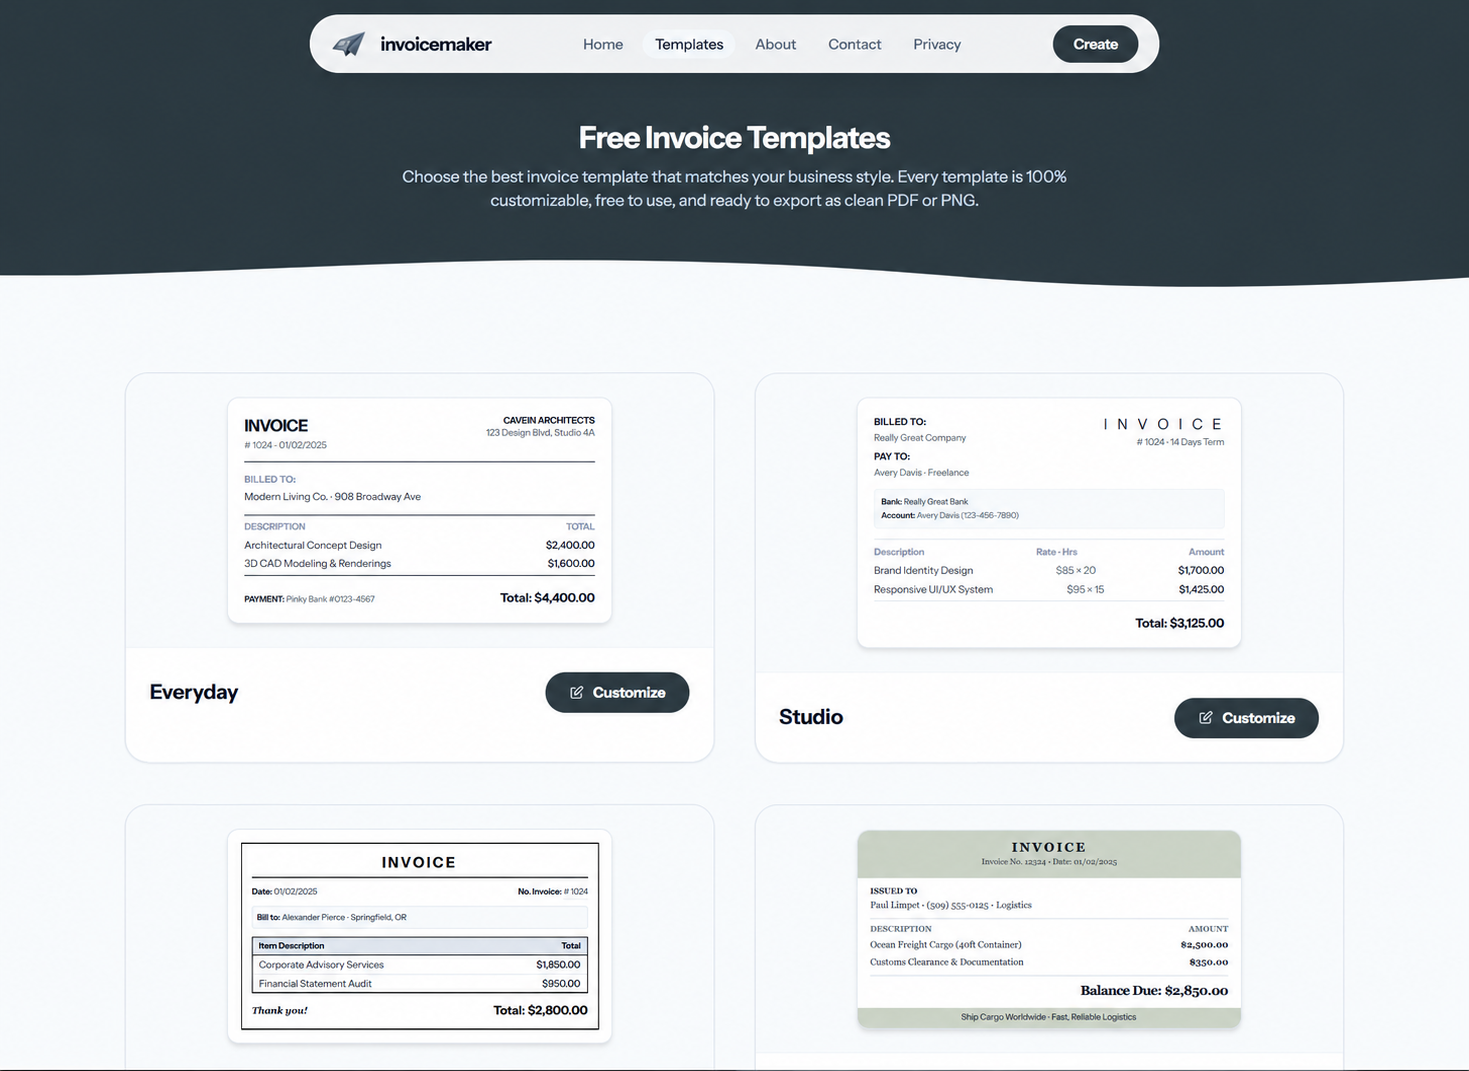 invoicemaker
Home Templates About Contact Privacy
Create
Free Invoice Templates
Choose the best invoice template that matches your business style. Every template is 100%
customizable, free to use, and ready to export as clean PDF or PNG.
INVOICE
CAVEIN ARCHITECTS
123 Design Blvd, Studio 4A
# 1024 - 01/02/2025
BILLED TO:
Modern Living Co. · 908 Broadway Ave
DESCRIPTION TOTAL
Architectural Concept Design $2,400.00
3D CAD Modeling & Renderings $1,600.00
PAYMENT: Pinky Bank #0123-4567 Total: $4,400.00
Everyday
Customize
BILLED TO:
Really Great Company
PAY TO:
Avery Davis · Freelance
INVOICE
# 1024 · 14 Days Term
Bank: Really Great Bank
Account: Avery Davis (123-456-7890)
Description Rate · Hrs Amount
Brand Identity Design $85 × 20 $1,700.00
Responsive UI/UX System $95 × 15 $1,425.00
Total: $3,125.00
Studio
Customize
INVOICE
Date: 01/02/2025 No. Invoice: # 1024
Bill to: Alexander Pierce · Springfield, OR
Item Description Total
Corporate Advisory Services $1,850.00
Financial Statement Audit $950.00
Thank you! Total: $2,800.00
INVOICE
Invoice No. 12324 • Date: 01/02/2025
ISSUED TO
Paul Limpet • (509) 555-0125 • Logistics
DESCRIPTION AMOUNT
Ocean Freight Cargo (40ft Container) $2,500.00
Customs Clearance & Documentation $350.00
Balance Due: $2,850.00
Ship Cargo Worldwide · Fast, Reliable Logistics